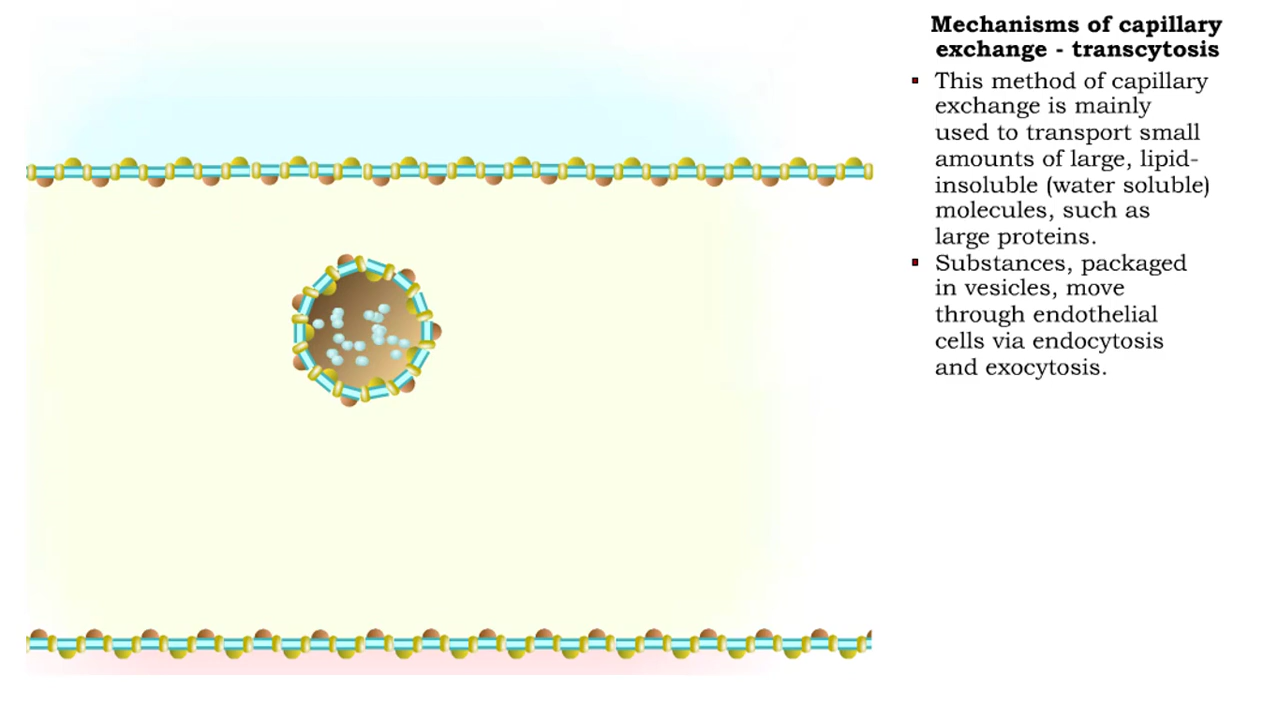 Mechanisms of capillary
exchange - transcytosis
▪ This method of capillary
exchange is mainly
used to transport small
amounts of large, lipid-
insoluble (water soluble)
molecules, such as
large proteins.
▪ Substances, packaged
in vesicles, move
through endothelial
cells via endocytosis
and exocytosis.